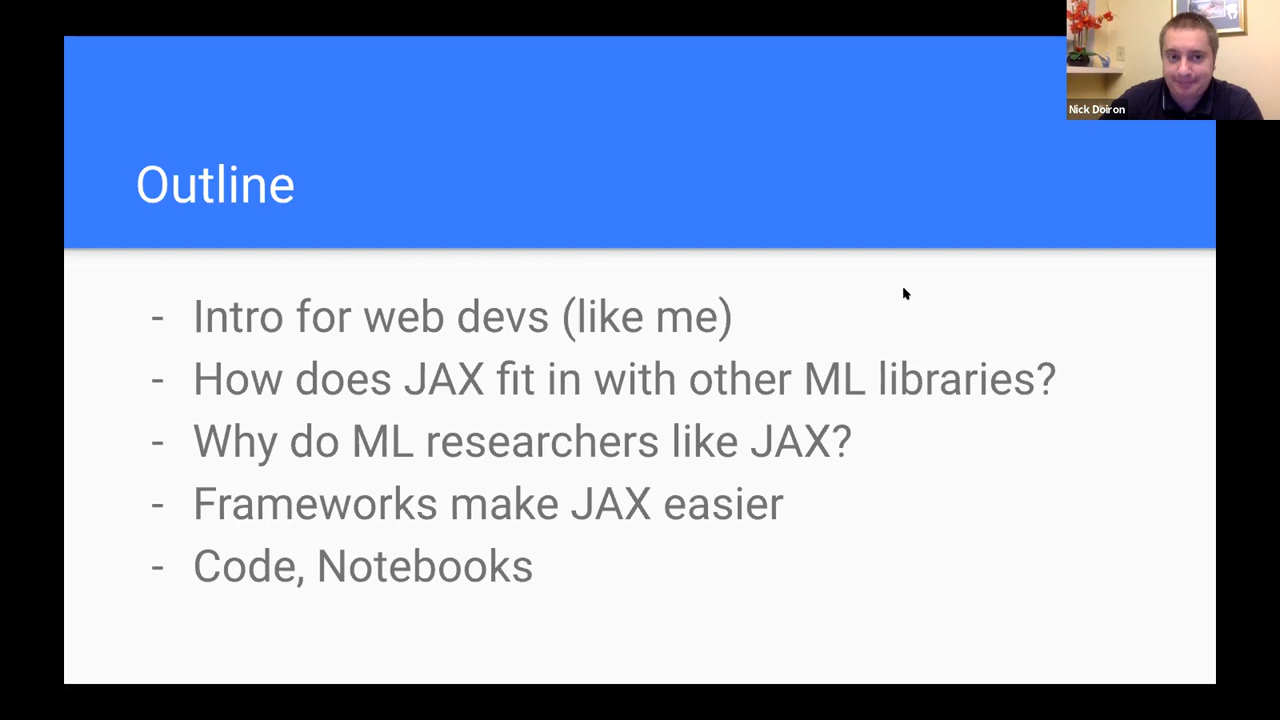 Nick Doiron
Outline
- Intro for web devs (like me)
- How does JAX fit in with other ML libraries?
- Why do ML researchers like JAX?
- Frameworks make JAX easier
- Code, Notebooks